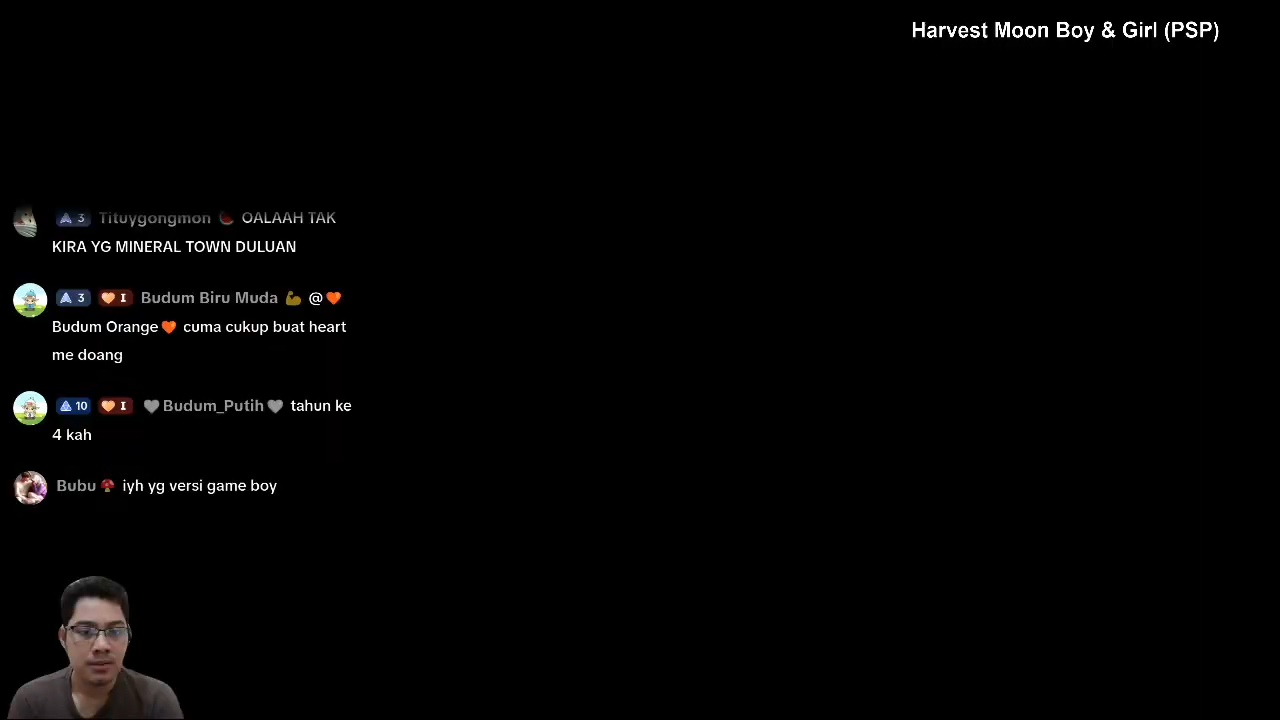 Harvest Moon Boy & Girl (PSP)
3 Tituygongmon OALAAH TAK
KIRA YG MINERAL TOWN DULUAN
3 I Budum Biru Muda 💪 @🧡
Budum Orange🧡 cuma cukup buat heart
me doang
10 I 🩶Budum_Putih🩶 tahun ke
4 kah
Bubu 🍄 iyh yg versi game boy